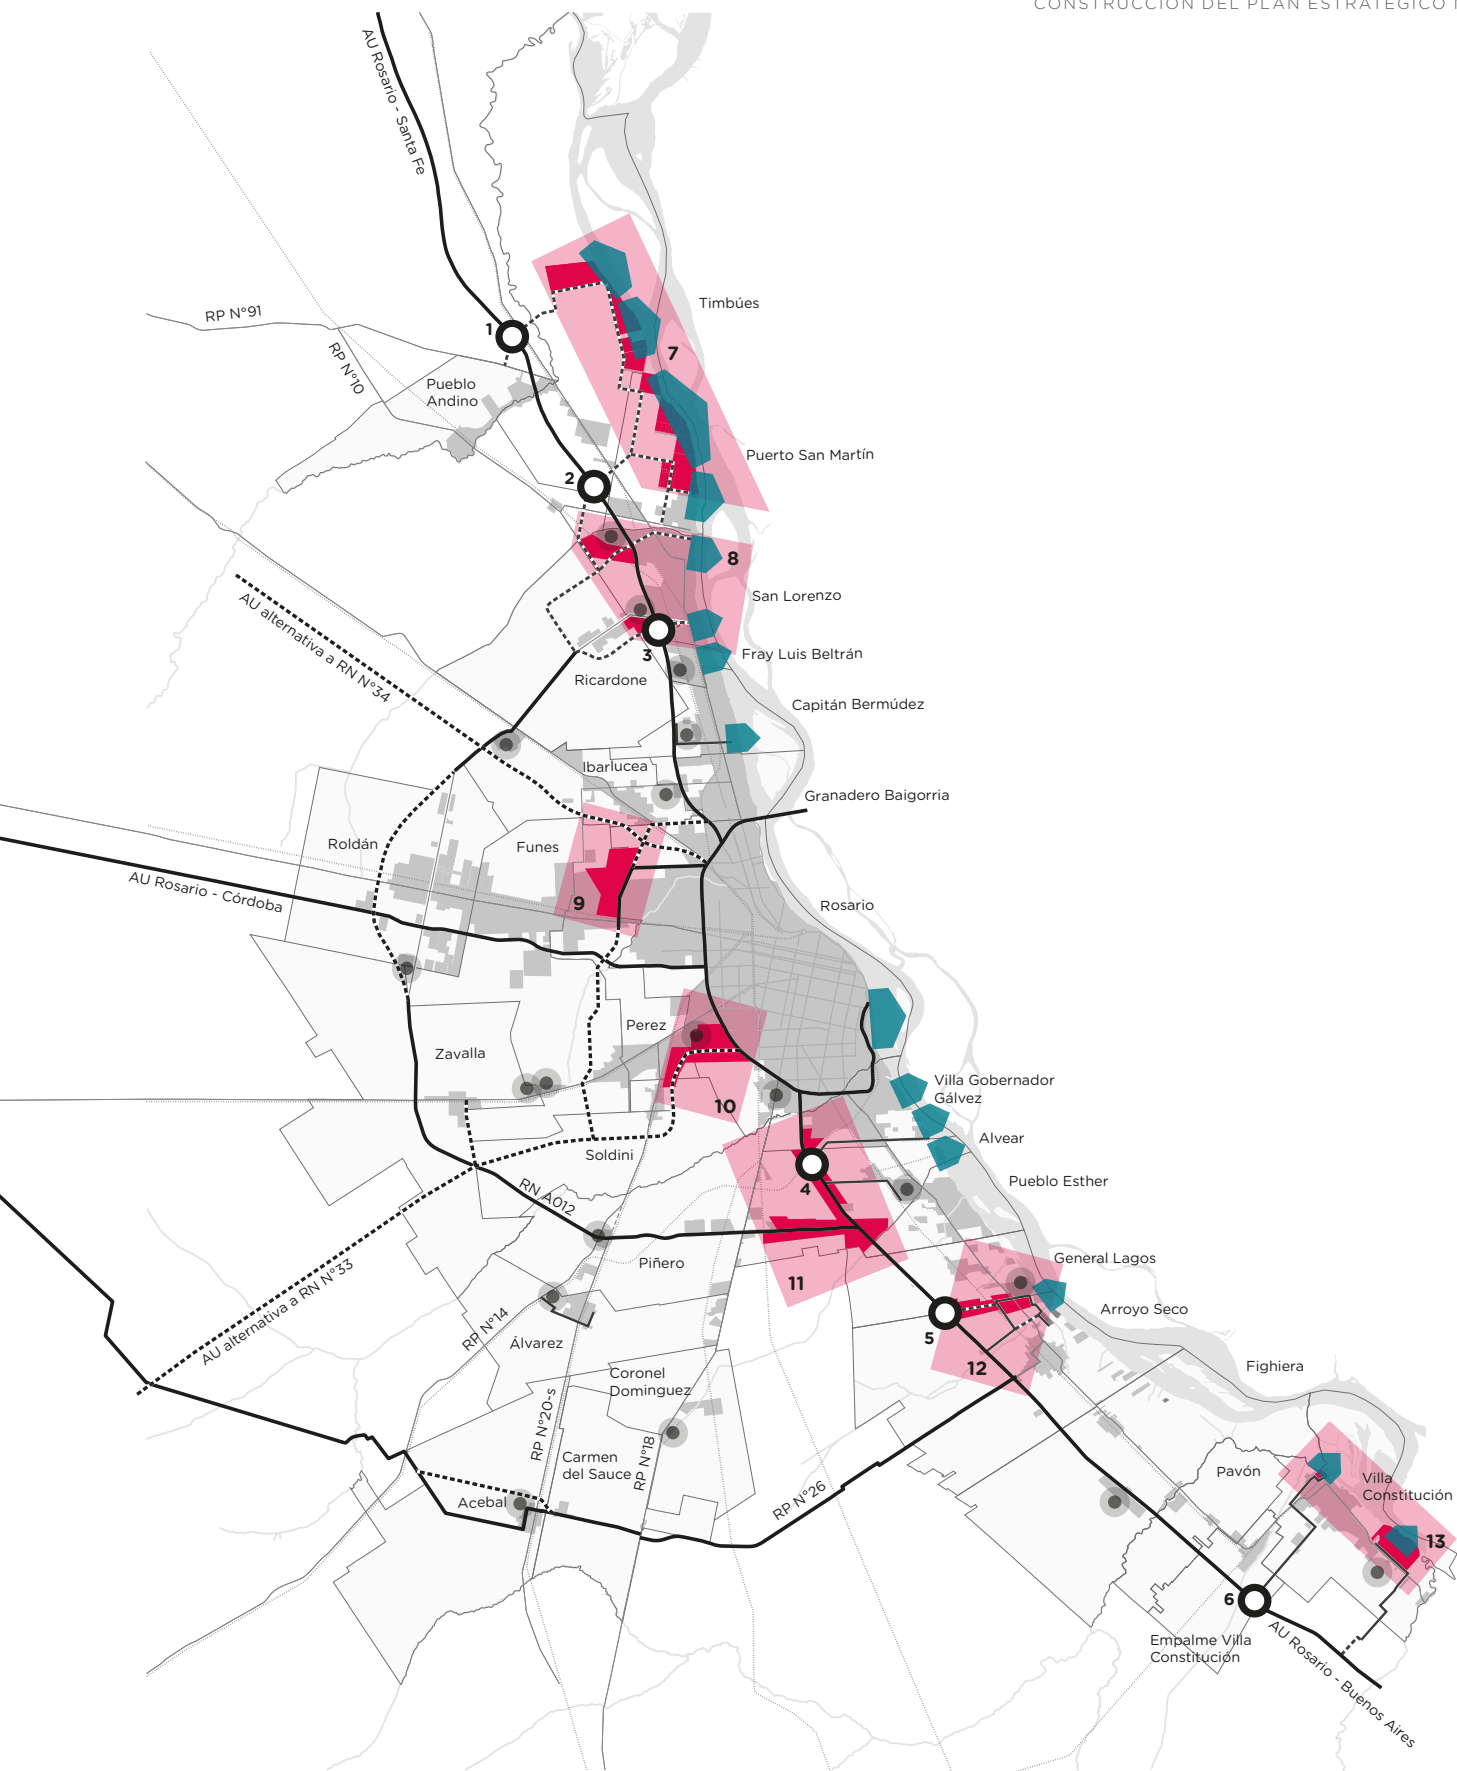 CONSTRUCCIÓN DEL PLAN ESTRATÉGICO
AU Rosario - Santa Fe
Timbúes
RP N°91
1
RP N°10
7
Pueblo
Andino
Puerto San Martín
2
8
AU alternativa a RN N°34
San Lorenzo
3
Fray Luis Beltrán
Ricardone
Capitán Bermúdez
Ibarlucea
Granadero Baigorria
Roldán
Funes
AU Rosario - Córdoba
9
Rosario
Perez
Zavalla
Villa Gobernador
Gálvez
10
Alvear
Soldini
Pueblo Esther
4
RN A012
General Lagos
Piñero
11
AU alternativa a RN N°33
Arroyo Seco
RP N°14
Álvarez
5
12
Fighiera
Coronel
Dominguez
RP N°20-s
RP N°18
Carmen
del Sauce
Pavón
Villa
Constitución
Acebal
RP N°26
13
6
Empalme Villa
Constitución
AU Rosario - Buenos Aires